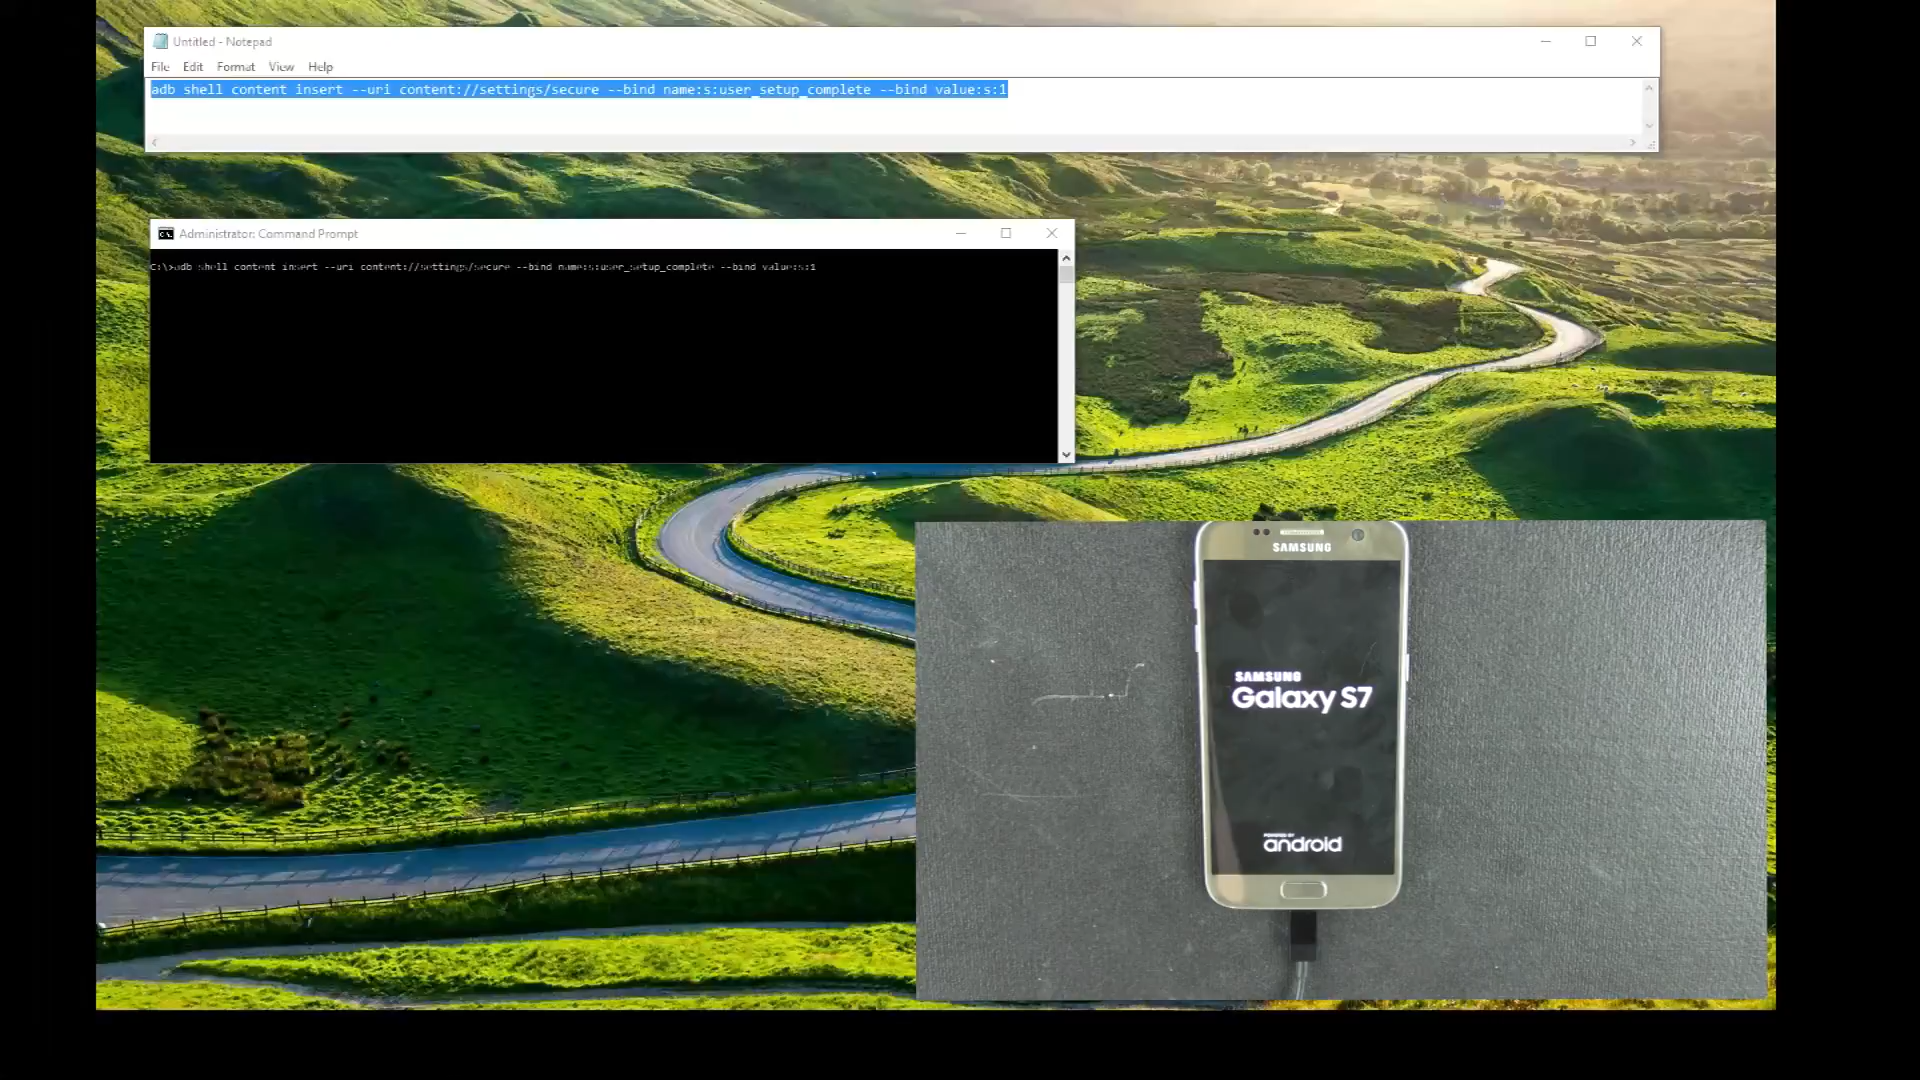 Untitled - Notepad
File Edit Format View Help
adb shell content insert --uri content://settings/secure --bind name:s:user_setup_complete --bind value:s:1
Administrator: Command Prompt
C:\>adb shell content insert --uri content://settings/secure --bind name:s:user_setup_complete --bind value:s:1
SAMSUNG
SAMSUNG
Galaxy S7
POWERED BY
android